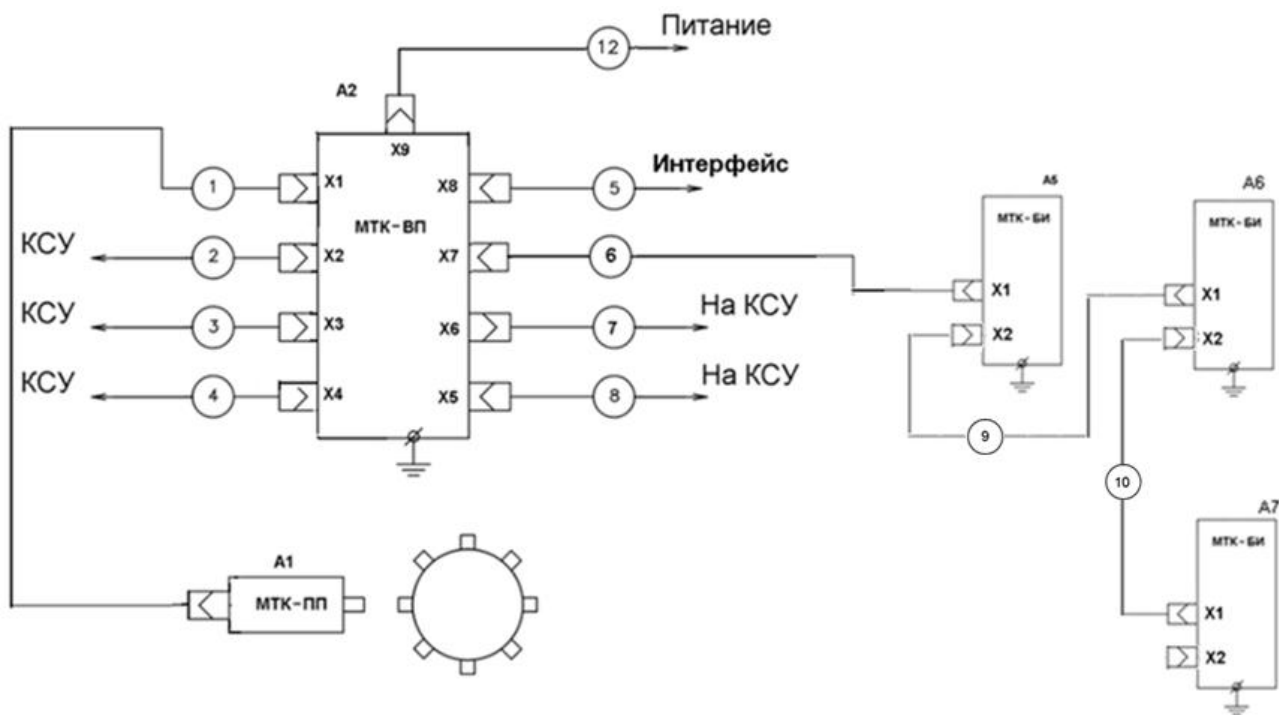 Питание
12
A2
X9
1
X1
X8
5
Интерфейс
МТК-ВП
КСУ
2
X2
X7
6
КСУ
3
X3
X6
7
На КСУ
КСУ
4
X4
X5
8
На КСУ
A5
МТК-БИ
X1
X2
A6
МТК-БИ
X1
X2
9
10
A7
МТК-БИ
X1
X2
A1
МТК-ПП